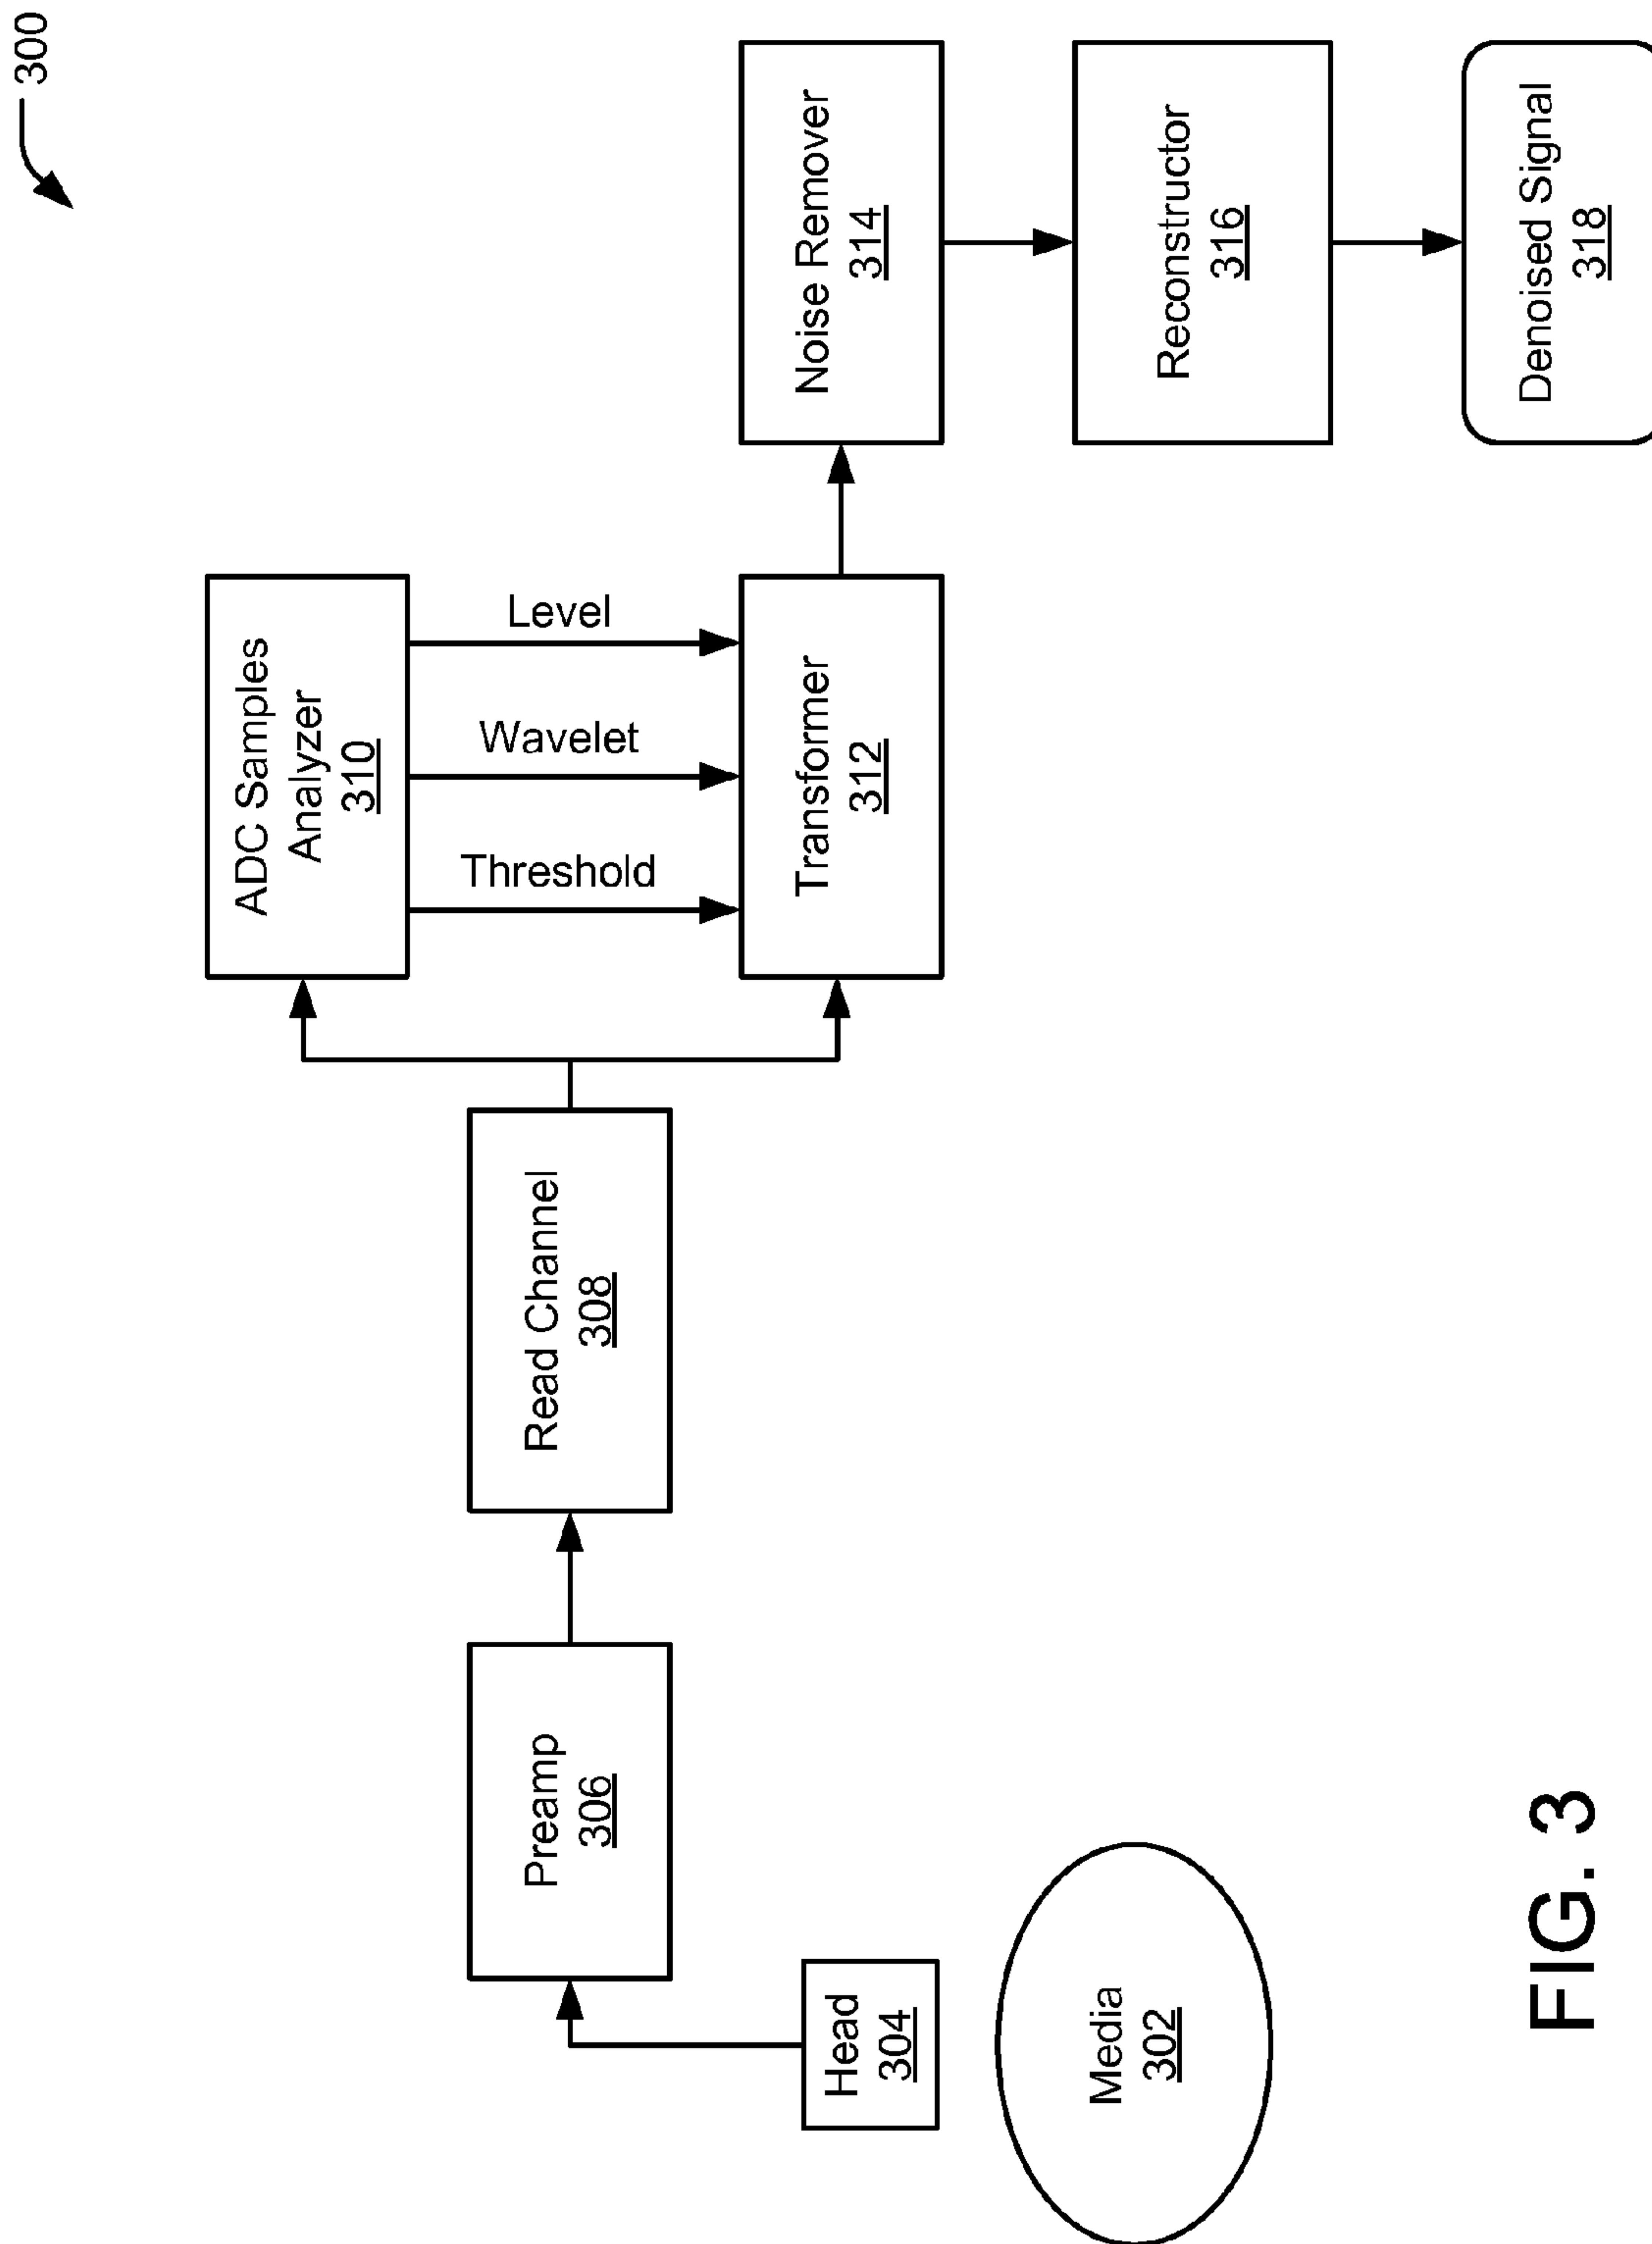 300
ADC Samples
Analyzer
310
Threshold
Wavelet
Level
Preamp
306
Read Channel
308
Head
304
Transformer
312
Noise Remover
314
Media
302
Reconstructor
316
Denoised Signal
318
FIG. 3